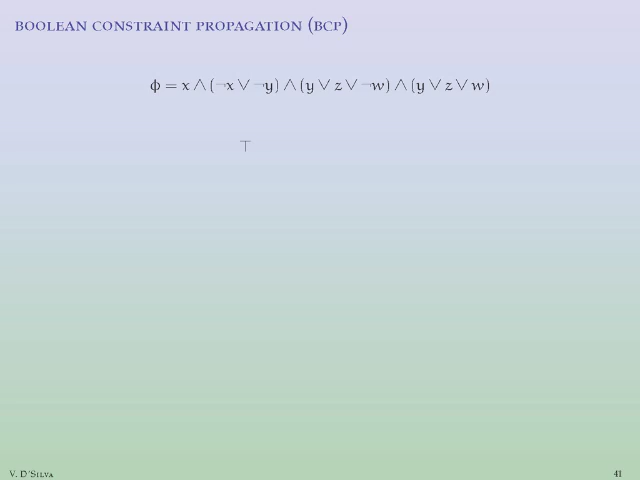 BOOLEAN CONSTRAINT PROPAGATION (BCP)
ϕ = x ∧ (¬x ∨ ¬y) ∧ (y ∨ z ∨ ¬w) ∧ (y ∨ z ∨ w)
⊤
V. D'Silva 41